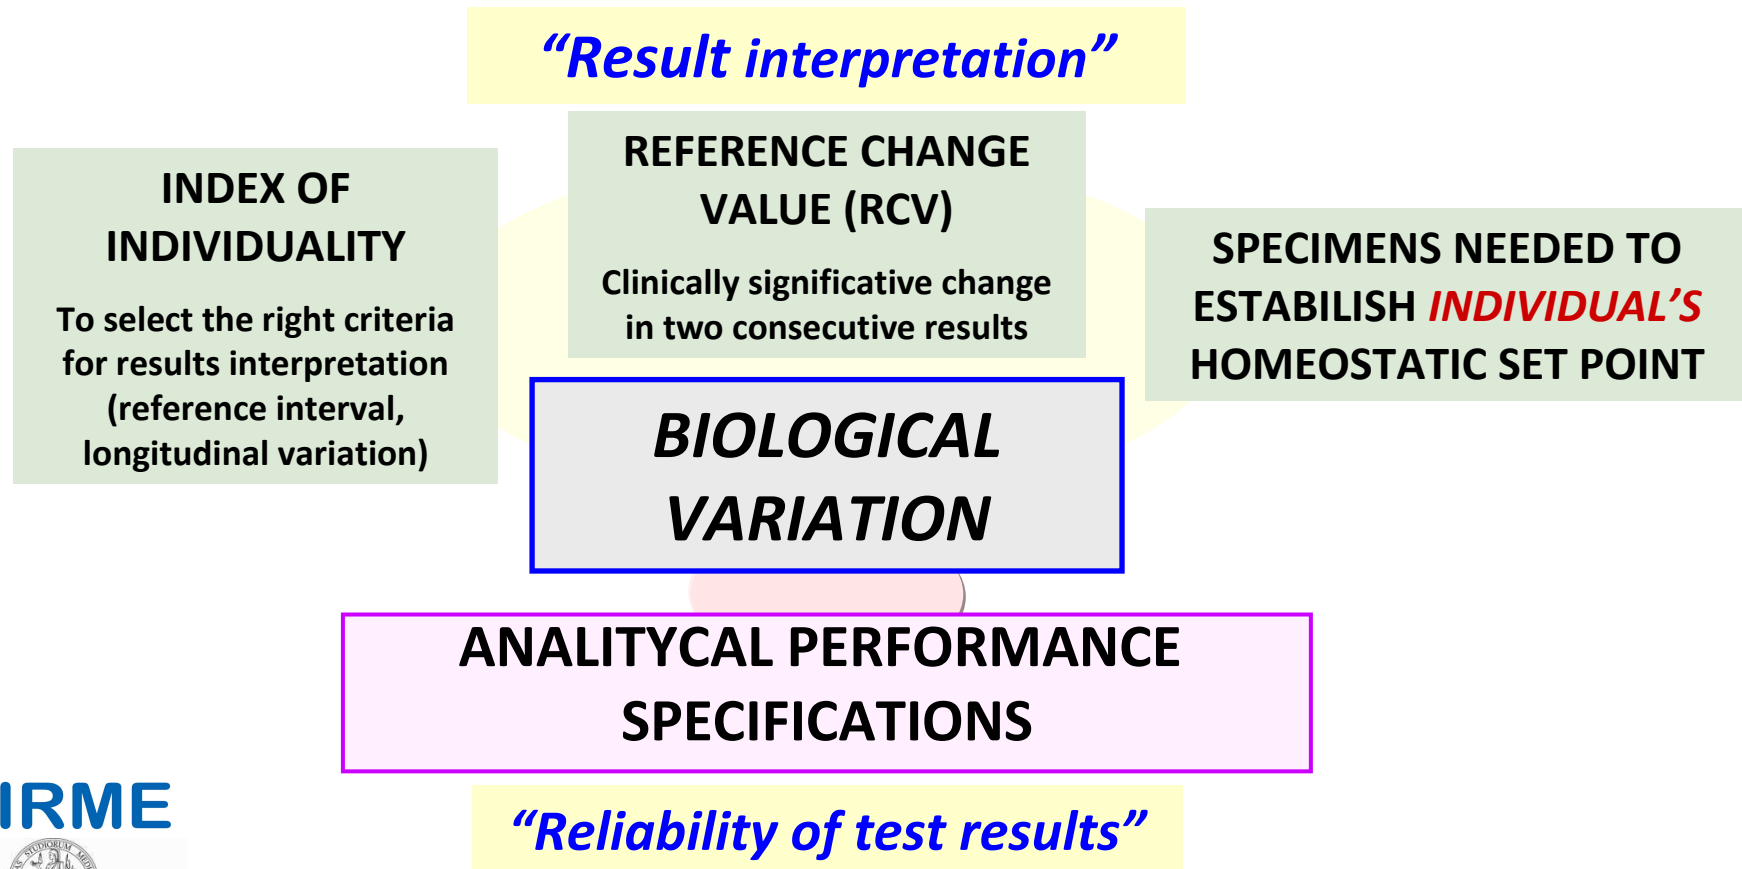 “Result interpretation”
INDEX OF
INDIVIDUALITY
To select the right criteria
for results interpretation
(reference interval,
longitudinal variation)
REFERENCE CHANGE
VALUE (RCV)
Clinically significative change
in two consecutive results
SPECIMENS NEEDED TO
ESTABILISH INDIVIDUAL’S
HOMEOSTATIC SET POINT
BIOLOGICAL
VARIATION
ANALITYCAL PERFORMANCE
SPECIFICATIONS
“Reliability of test results”
IRME
STUDIORUM